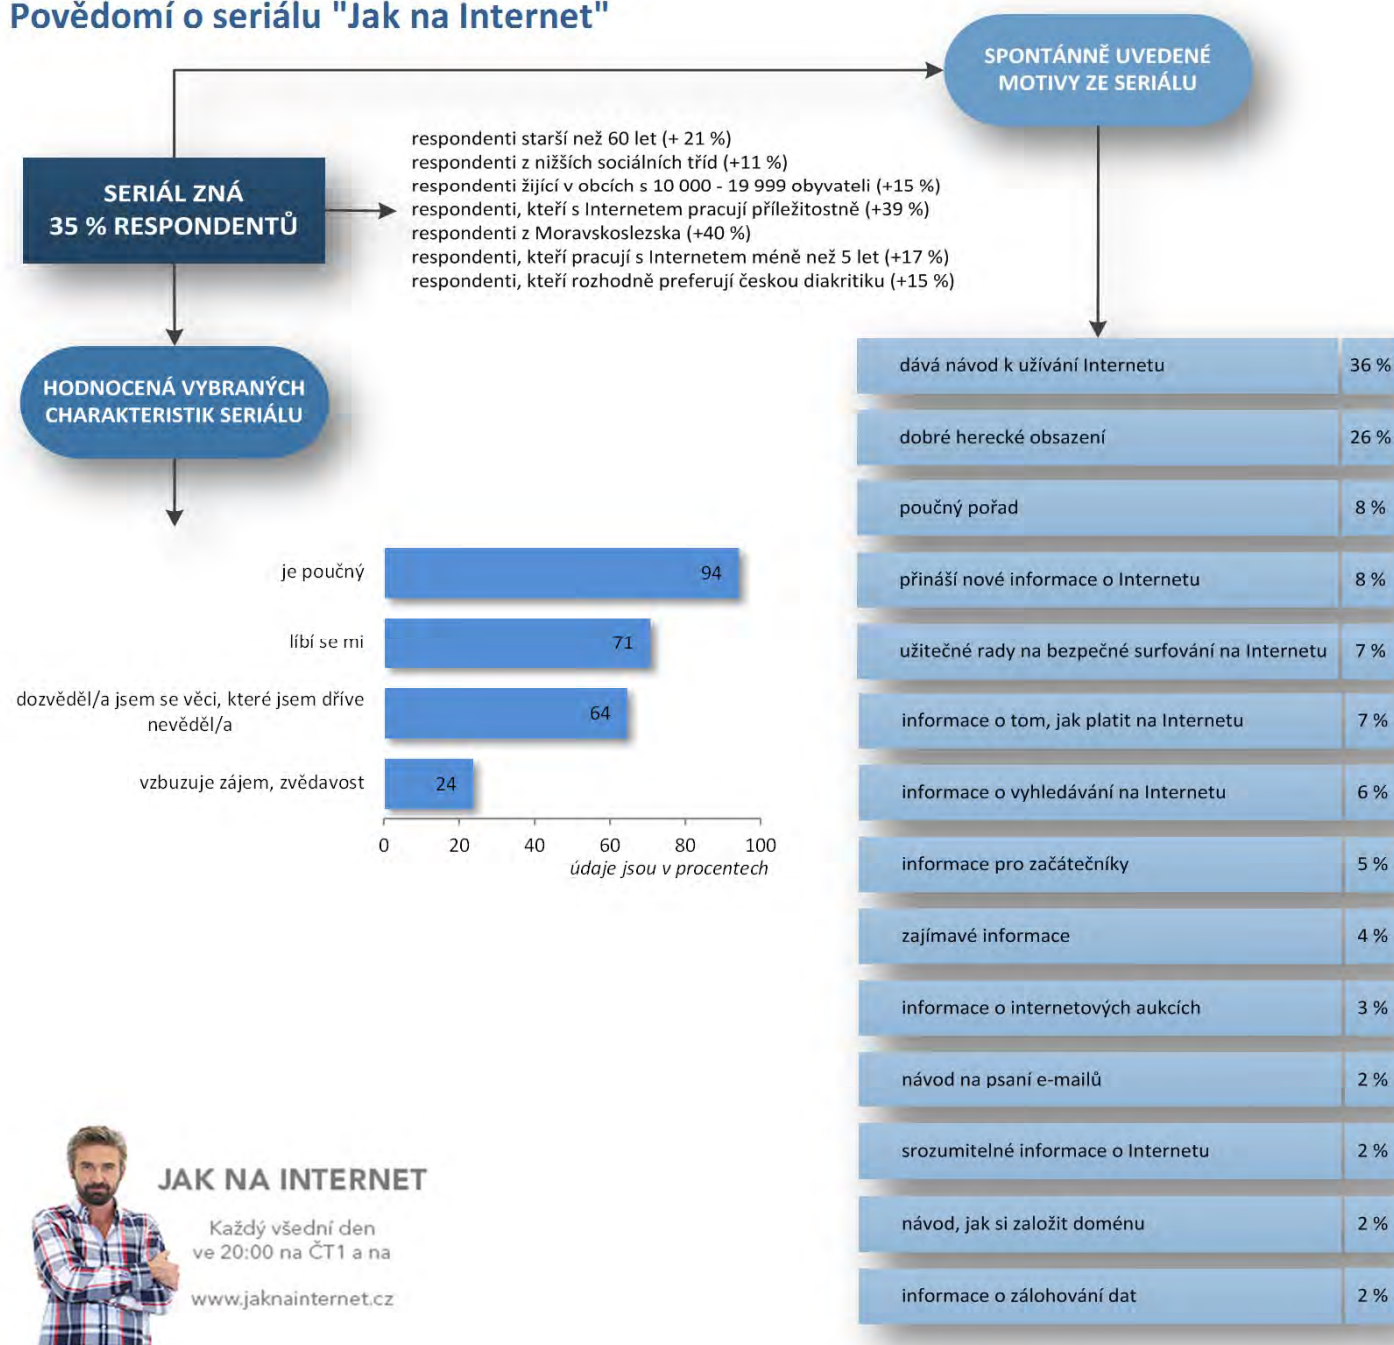 Povědomí o seriálu "Jak na Internet"
SPONTÁNNĚ UVEDENÉ
MOTIVY ZE SERIÁLU
SERIÁL ZNÁ
35 % RESPONDENTŮ
respondenti starší než 60 let (+ 21 %)
respondenti z nižších sociálních tříd (+11 %)
respondenti žijící v obcích s 10 000 - 19 999 obyvateli (+15 %)
respondenti, kteří s Internetem pracují příležitostně (+39 %)
respondenti z Moravskoslezska (+40 %)
respondenti, kteří pracují s Internetem méně než 5 let (+17 %)
respondenti, kteří rozhodně preferují českou diakritiku (+15 %)
HODNOCENÁ VYBRANÝCH
CHARAKTERISTIK SERIÁLU
je poučný 94
líbí se mi 71
dozvěděl/a jsem se věci, které jsem dříve
nevěděl/a 64
vzbuzuje zájem, zvědavost 24
0 20 40 60 80 100
údaje jsou v procentech
dává návod k užívání Internetu 36 %
dobré herecké obsazení 26 %
poučný pořad 8 %
přináší nové informace o Internetu 8 %
užitečné rady na bezpečné surfování na Internetu 7 %
informace o tom, jak platit na Internetu 7 %
informace o vyhledávání na Internetu 6 %
informace pro začátečníky 5 %
zajímavé informace 4 %
informace o internetových aukcích 3 %
návod na psaní e-mailů 2 %
srozumitelné informace o Internetu 2 %
návod, jak si založit doménu 2 %
informace o zálohování dat 2 %
JAK NA INTERNET
Každý všední den
ve 20:00 na ČT1 a na
www.jaknainternet.cz